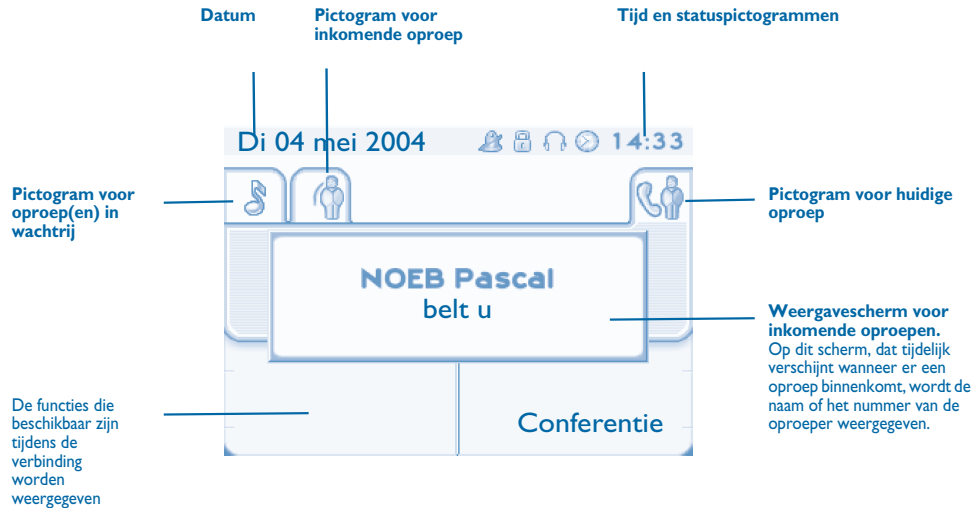 Datum
Pictogram voor
inkomende oproep
Tijd en statuspictogrammen
Di 04 mei 2004
14:33
Pictogram voor
oproep(en) in
wachtrij
Pictogram voor huidige
oproep
NOEB Pascal
belt u
Weergavescherm voor
inkomende oproepen.
Op dit scherm, dat tijdelijk
verschijnt wanneer er een
oproep binnenkomt, wordt de
naam of het nummer van de
oproeper weergegeven.
De functies die
beschikbaar zijn
tijdens de
verbinding
worden
weergegeven
Conferentie